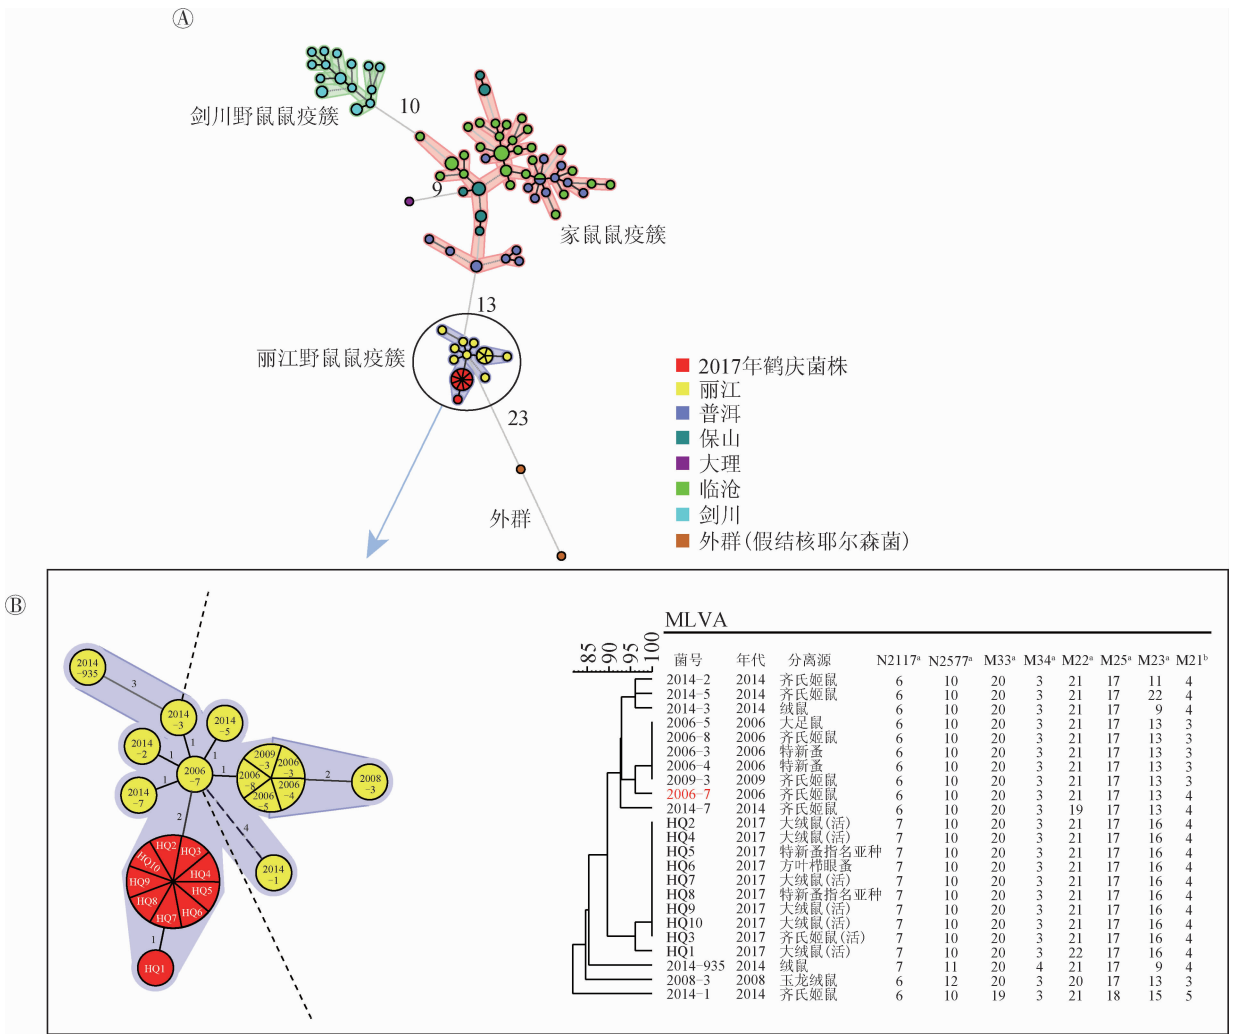 Ⓐ
剑川野鼠鼠疫簇
10
9
家鼠鼠疫簇
13
丽江野鼠鼠疫簇
23
外群
2017年鹤庆菌株
丽江
普洱
保山
大理
临沧
剑川
外群(假结核耶尔森菌)
Ⓑ
2014
-935
3
2014
-3
2014
-5
2014
-2
1
1
1
2006
-7
1
1
2014
-7
2009
-3
2006
-3
2006
-8
2006
-4
2006
-5
2
2008
-3
2
4
2014
-1
HQ2
HQ3
HQ10
HQ4
HQ9
HQ5
HQ8
HQ6
HQ7
1
HQ1
MLVA
85 90 95 100
菌号 年代 分离源 N2117ᵃ N2577ᵃ M33ᵃ M34ᵃ M22ᵃ M25ᵃ M23ᵃ M21ᵇ
2014-2 2014 齐氏姬鼠 6 10 20 3 21 17 11 4
2014-5 2014 齐氏姬鼠 6 10 20 3 21 17 22 4
2014-3 2014 绒鼠 6 10 20 3 21 17 9 4
2006-5 2006 大足鼠 6 10 20 3 21 17 13 3
2006-8 2006 齐氏姬鼠 6 10 20 3 21 17 13 3
2006-3 2006 特新蚤 6 10 20 3 21 17 13 3
2006-4 2006 特新蚤 6 10 20 3 21 17 13 3
2009-3 2009 齐氏姬鼠 6 10 20 3 21 17 13 3
2006-7 2006 齐氏姬鼠 6 10 20 3 21 17 13 4
2014-7 2014 齐氏姬鼠 6 10 20 3 19 17 13 4
HQ2 2017 大绒鼠(活) 7 10 20 3 21 17 16 4
HQ4 2017 大绒鼠(活) 7 10 20 3 21 17 16 4
HQ5 2017 特新蚤指名亚种 7 10 20 3 21 17 16 4
HQ6 2017 方叶栉眼蚤 7 10 20 3 21 17 16 4
HQ7 2017 大绒鼠(活) 7 10 20 3 21 17 16 4
HQ8 2017 特新蚤指名亚种 7 10 20 3 21 17 16 4
HQ9 2017 大绒鼠(活) 7 10 20 3 21 17 16 4
HQ10 2017 大绒鼠(活) 7 10 20 3 21 17 16 4
HQ3 2017 齐氏姬鼠(活) 7 10 20 3 21 17 16 4
HQ1 2017 大绒鼠(活) 7 10 20 3 22 17 16 4
2014-935 2014 绒鼠 7 11 20 4 21 17 9 4
2008-3 2008 玉龙绒鼠 6 12 20 3 20 17 13 3
2014-1 2014 齐氏姬鼠 6 10 19 3 21 18 15 5